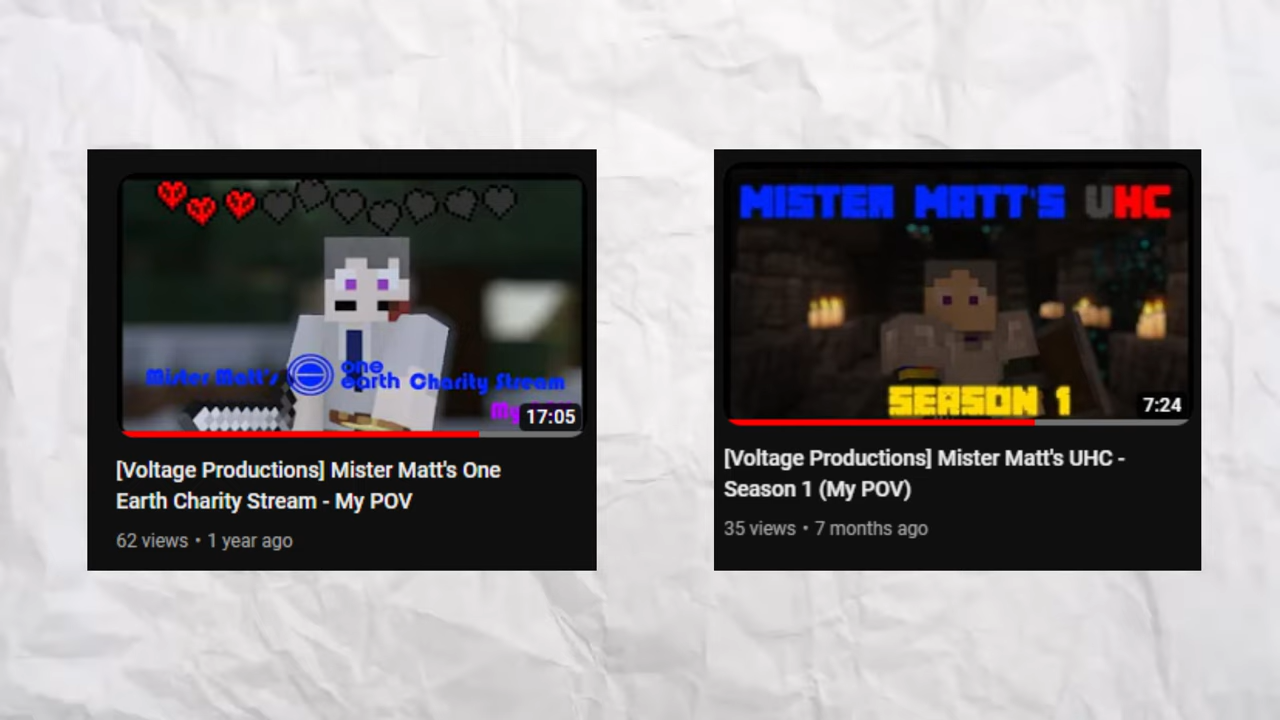 Mister Matt's one earth Charity Stream
My
17:05
[Voltage Productions] Mister Matt's One
Earth Charity Stream - My POV
62 views • 1 year ago
MISTER MATT'S UHC
SEASON 1
7:24
[Voltage Productions] Mister Matt's UHC -
Season 1 (My POV)
35 views • 7 months ago